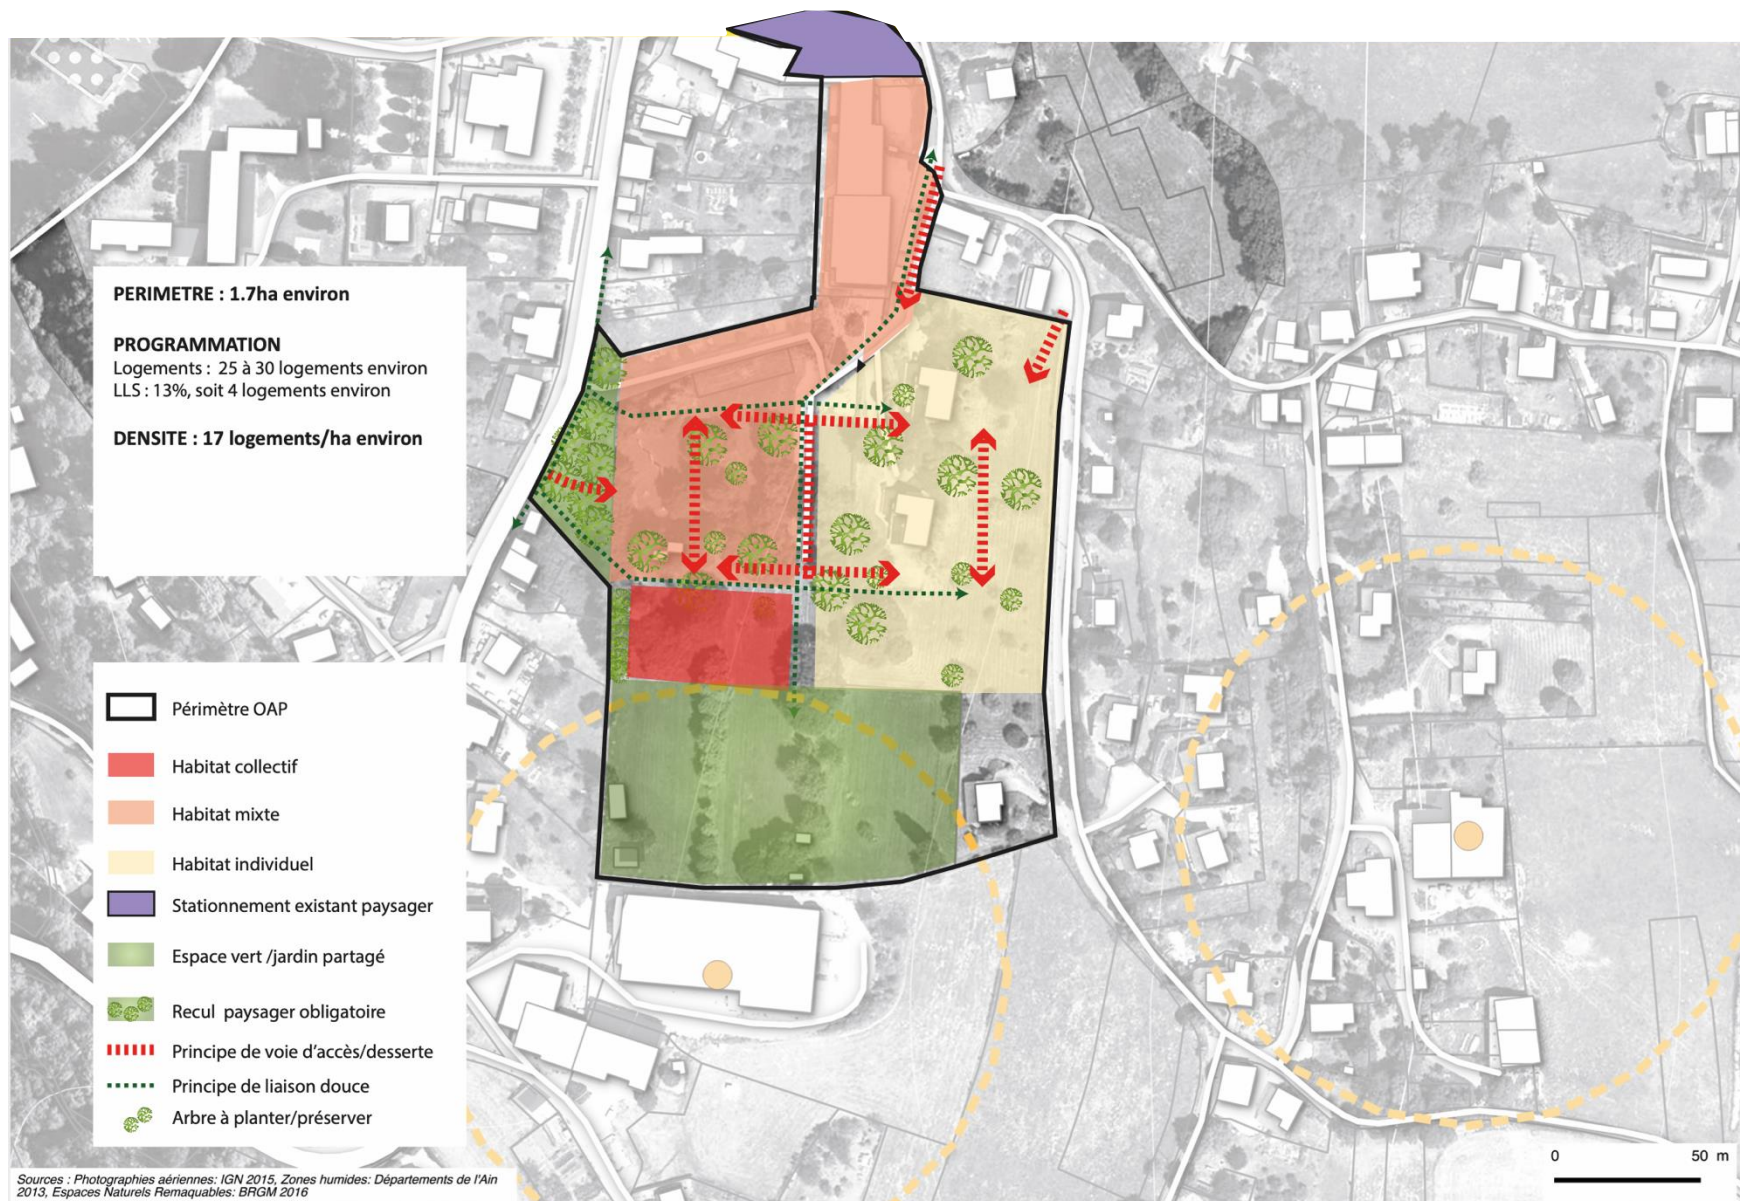 PERIMETRE : 1.7ha environ
PROGRAMMATION
Logements : 25 à 30 logements environ
LLS : 13%, soit 4 logements environ
DENSITE : 17 logements/ha environ
Périmètre OAP
Habitat collectif
Habitat mixte
Habitat individuel
Stationnement existant paysager
Espace vert /jardin partagé
Recul paysager obligatoire
Principe de voie d'accès/desserte
Principe de liaison douce
Arbre à planter/préserver
Sources : Photographies aériennes: IGN 2015, Zones humides: Départements de l'Ain
2013, Espaces Naturels Remaquables: BRGM 2016
0 50 m